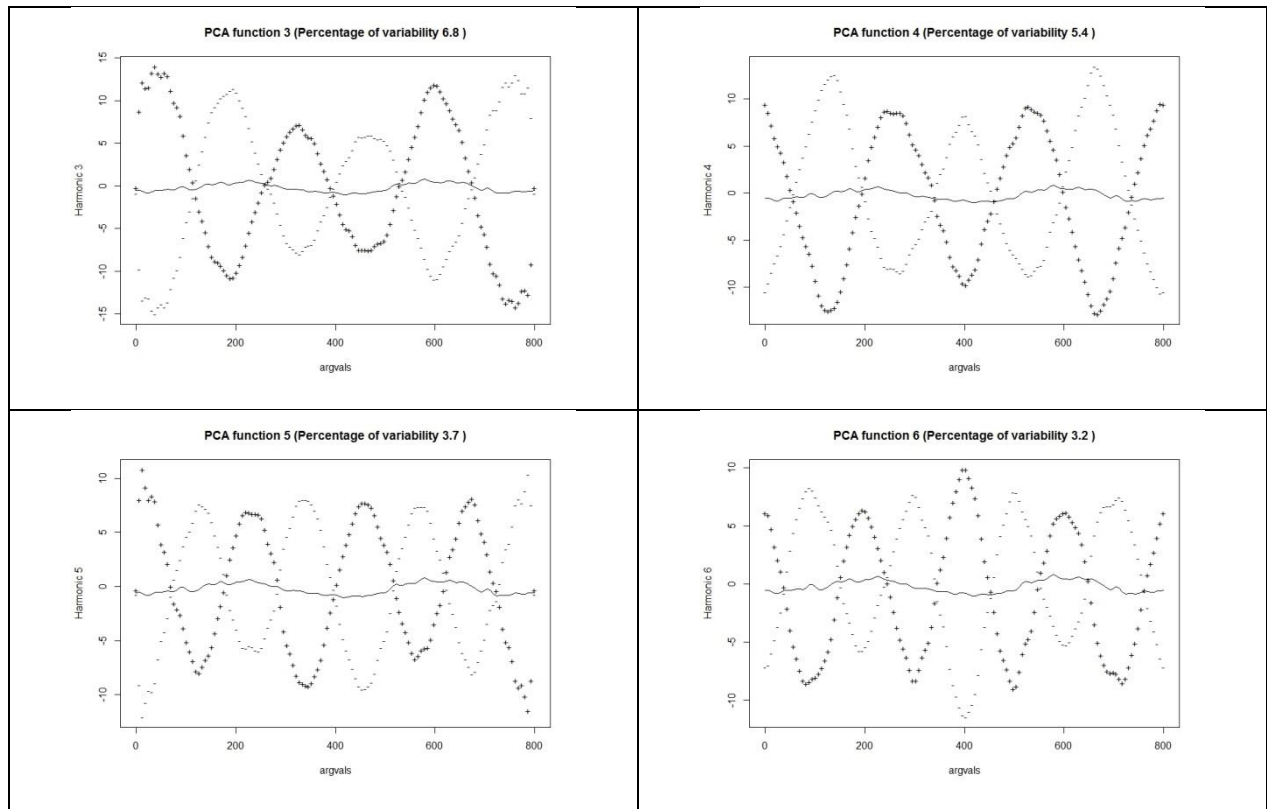 PCA function 3 (Percentage of variability 6.8 )
Harmonic 3
15
10
5
0
-5
-10
-15
0 200 400 600 800
argvals
PCA function 4 (Percentage of variability 5.4 )
Harmonic 4
10
5
0
-5
-10
0 200 400 600 800
argvals
PCA function 5 (Percentage of variability 3.7 )
Harmonic 5
10
5
0
-5
-10
0 200 400 600 800
argvals
PCA function 6 (Percentage of variability 3.2 )
Harmonic 6
10
5
0
-5
-10
0 200 400 600 800
argvals